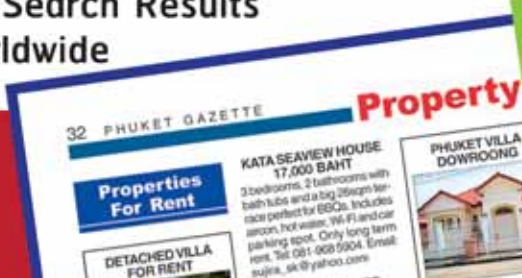 Search Results
ldwide
32 PHUKET GAZETTE
Property
Properties
For Rent
DETACHED VILLA
FOR RENT
KATA SEAVIEW HOUSE
17,000 BAHT
3 bedrooms, 2 bathrooms with
bath tubs and a big 26sqm ter-
race perfect for BBQs. Includes
aircon, hot water, Wi-Fi and car
parking spot. Only long term
rent. Tel: 081-968 5904. Email:
sujira_sk@yahoo.com
PHUKET VILLA
DOWROONG